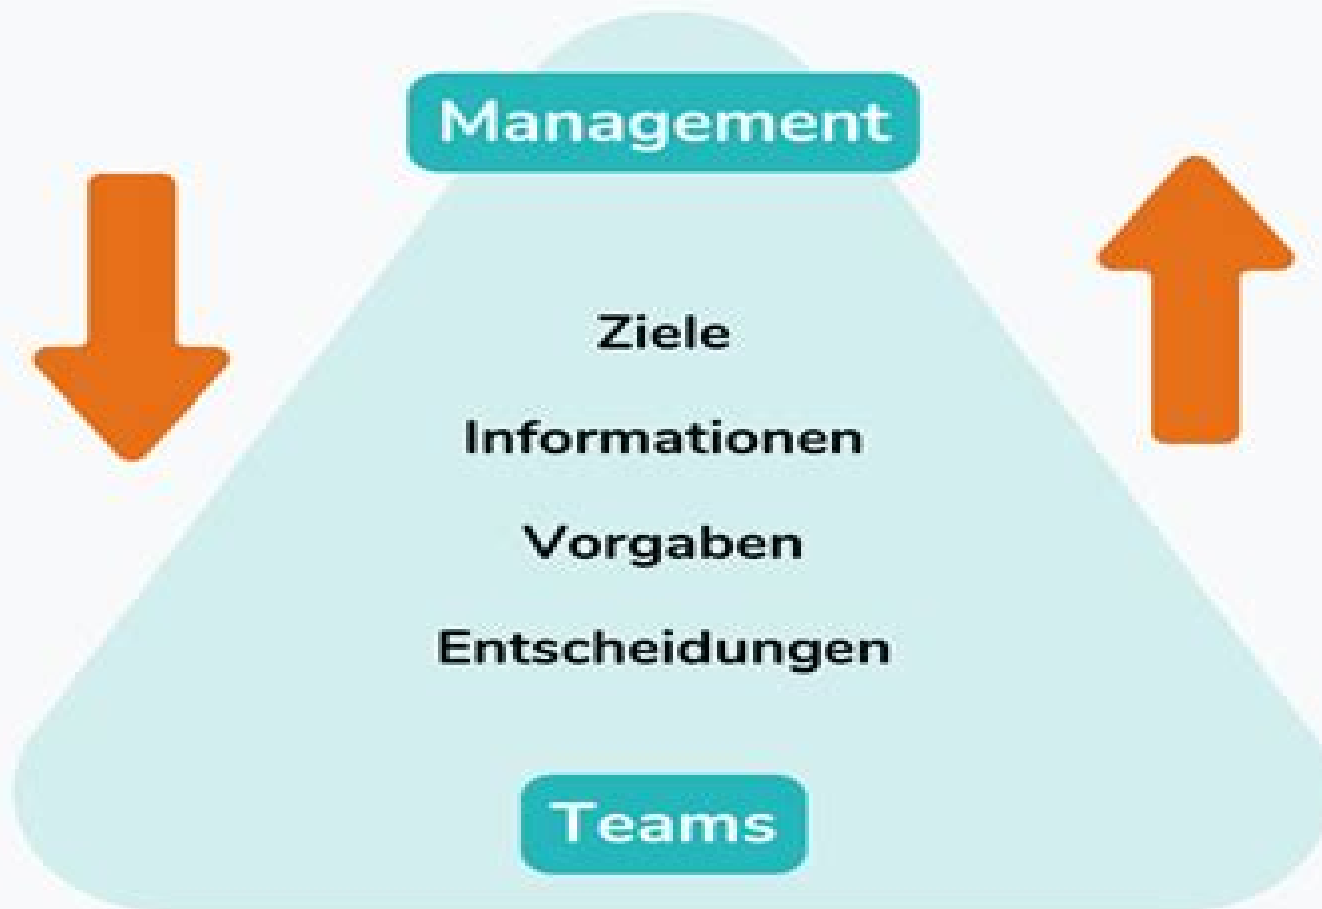 Management
Ziele
Informationen
Vorgaben
Entscheidungen
Teams